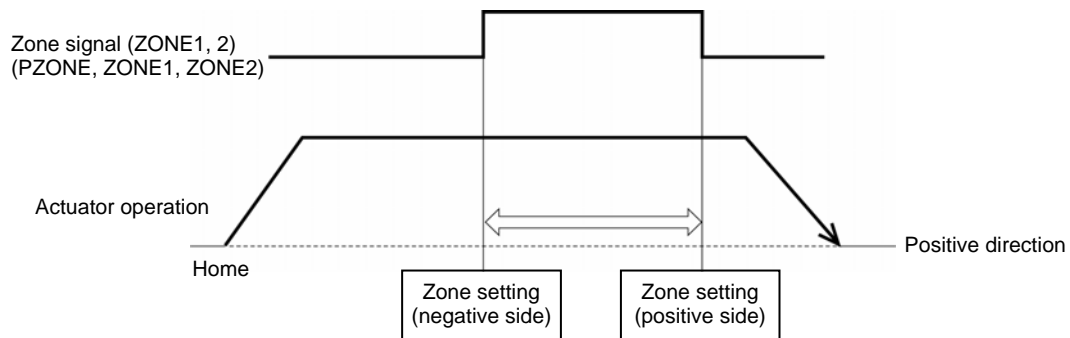 Zone signal (ZONE1, 2)
(PZONE, ZONE1, ZONE2)
Actuator operation
Positive direction
Home
Zone setting
(negative side)
Zone setting
(positive side)